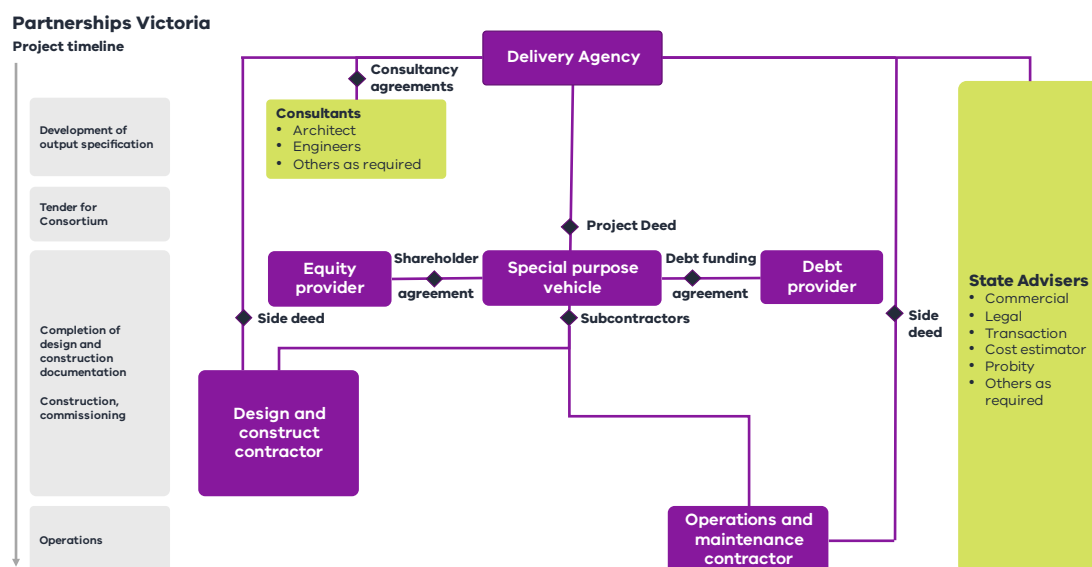 Partnerships Victoria
Project timeline
Development of
output specification
Tender for
Consortium
Completion of
design and
construction
documentation
Construction,
commissioning
Operations
Delivery Agency
Consultancy
agreements
Consultants
• Architect
• Engineers
• Others as required
Project Deed
Equity
provider
Shareholder
agreement
Special purpose
vehicle
Debt funding
agreement
Debt
provider
Side deed
Subcontractors
Side
deed
Design and
construct
contractor
Operations and
maintenance
contractor
State Advisers
• Commercial
• Legal
• Transaction
• Cost estimator
• Probity
• Others as
required